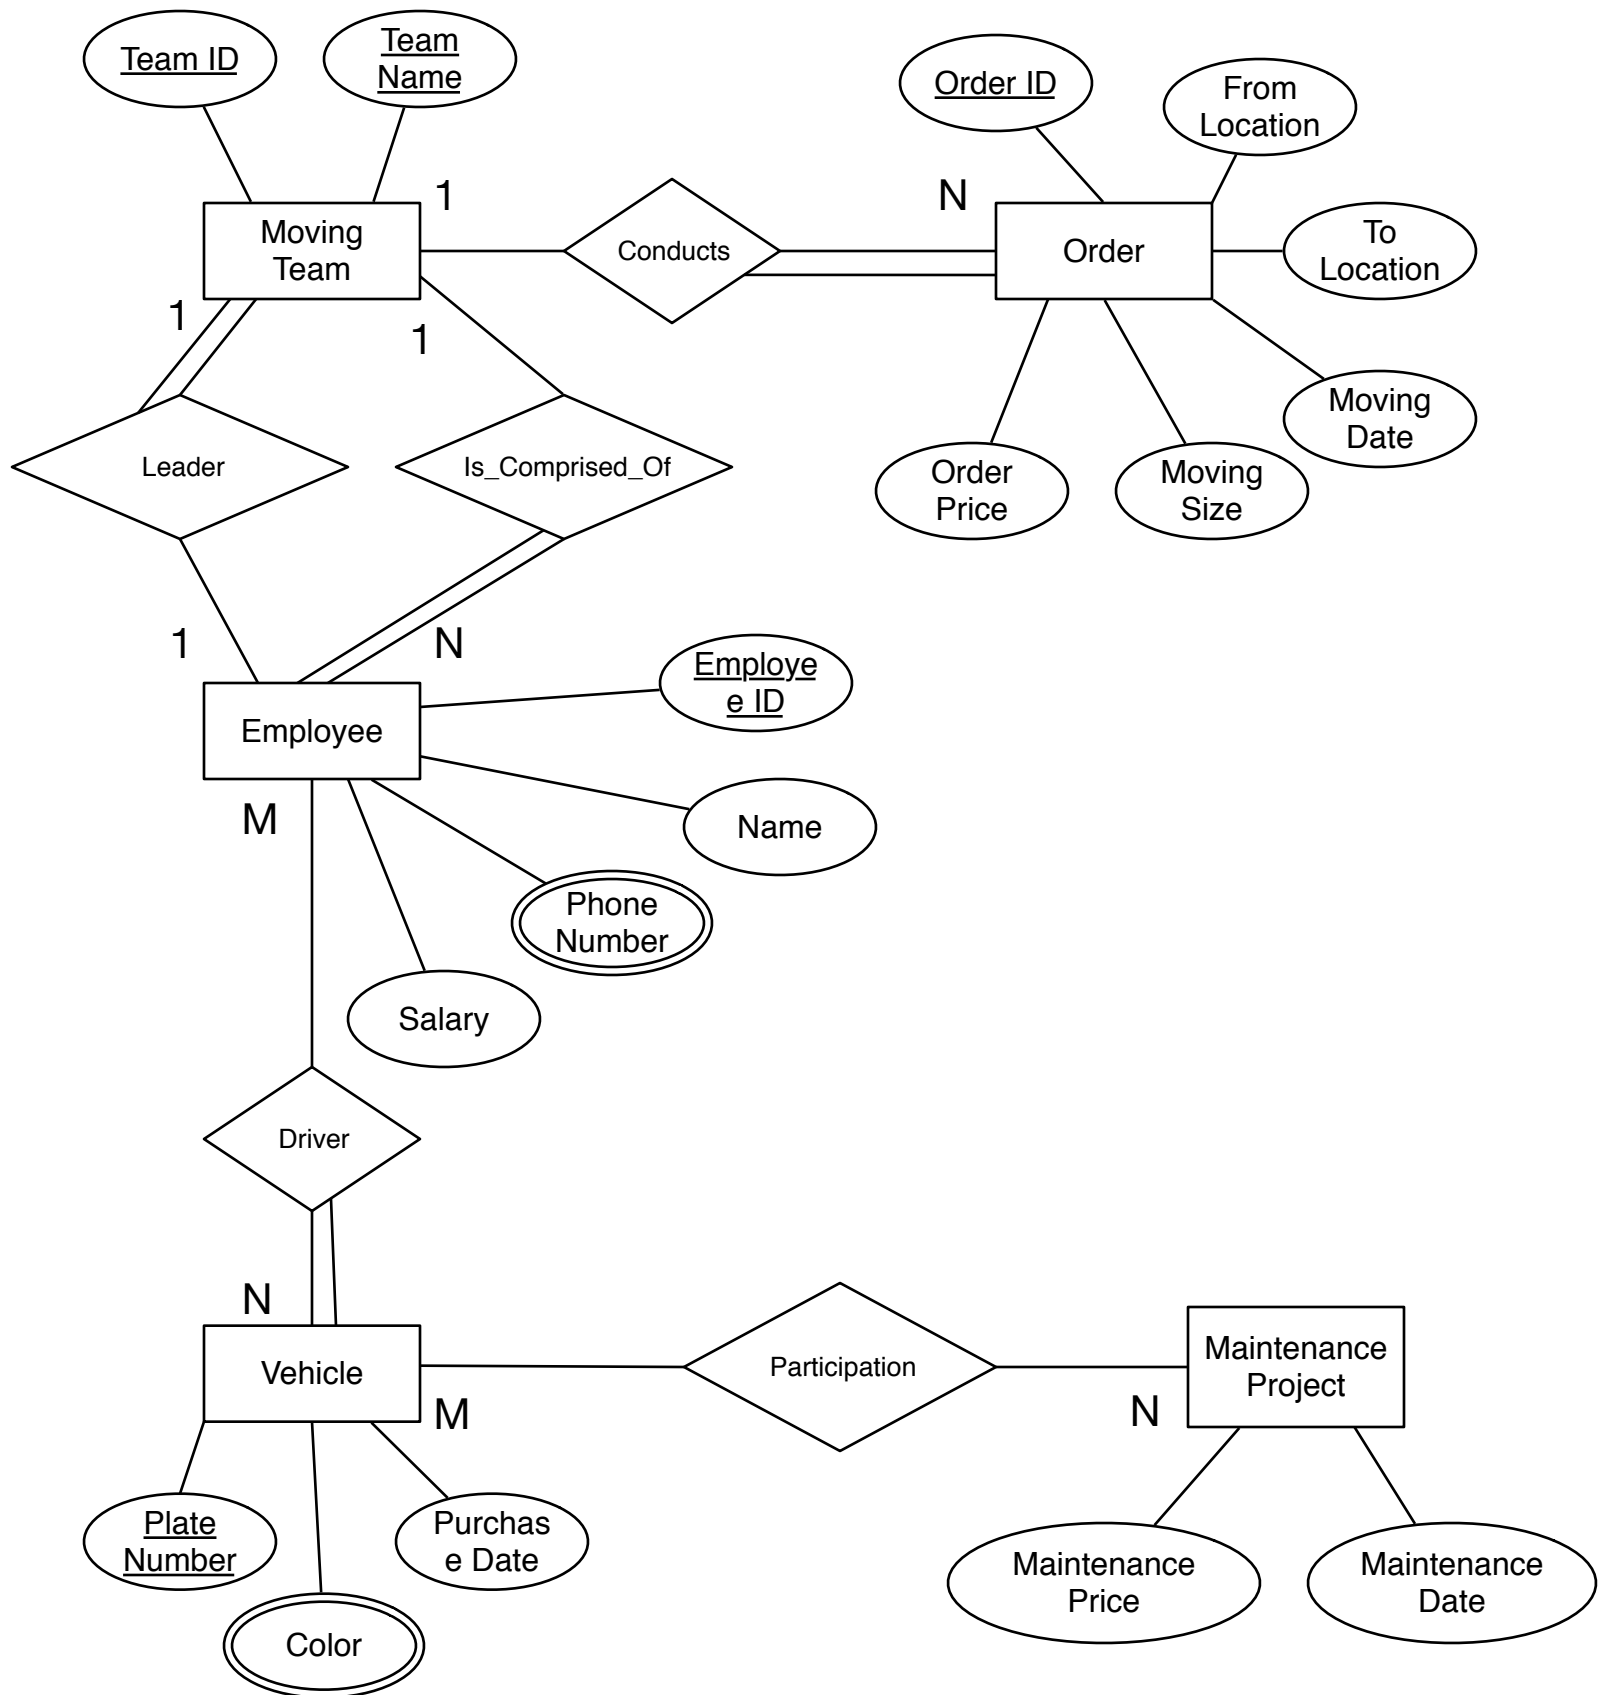 Team ID
Team
Name
Order ID
From
Location
1
N
Moving
Team
Conducts
Order
To
Location
1
1
Moving
Date
Leader
Is_Comprised_Of
Order
Price
Moving
Size
1
N
Employe
e ID
Employee
M
Name
Phone
Number
Salary
Driver
N
Vehicle
M
Participation
N
Maintenance
Project
Plate
Number
Purchas
e Date
Maintenance
Price
Maintenance
Date
Color